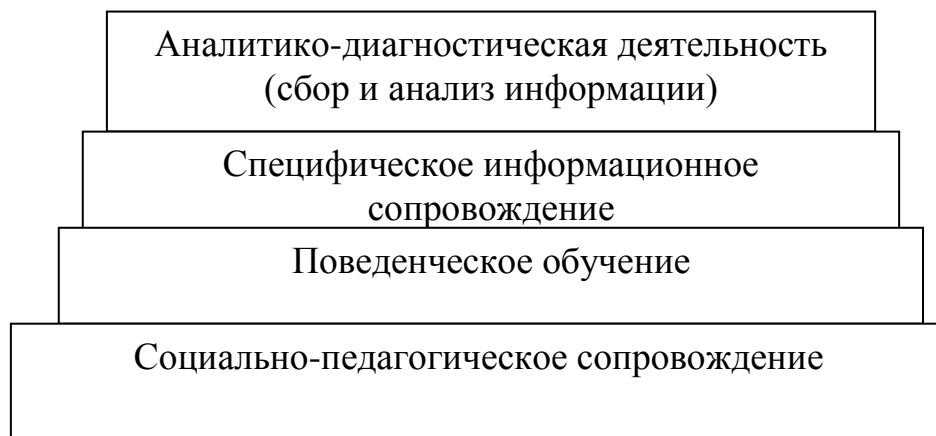 Аналитико-диагностическая деятельность
(сбор и анализ информации)
Специфическое информационное
сопровождение
Поведенческое обучение
Социально-педагогическое сопровождение